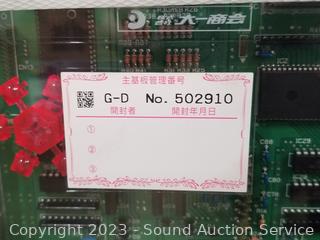 大一商会
主基板管理番号
G-D No. 502910
開封者 開封年月日
①
②
③
IC29
Copyright 2023 - Sound Auction Service